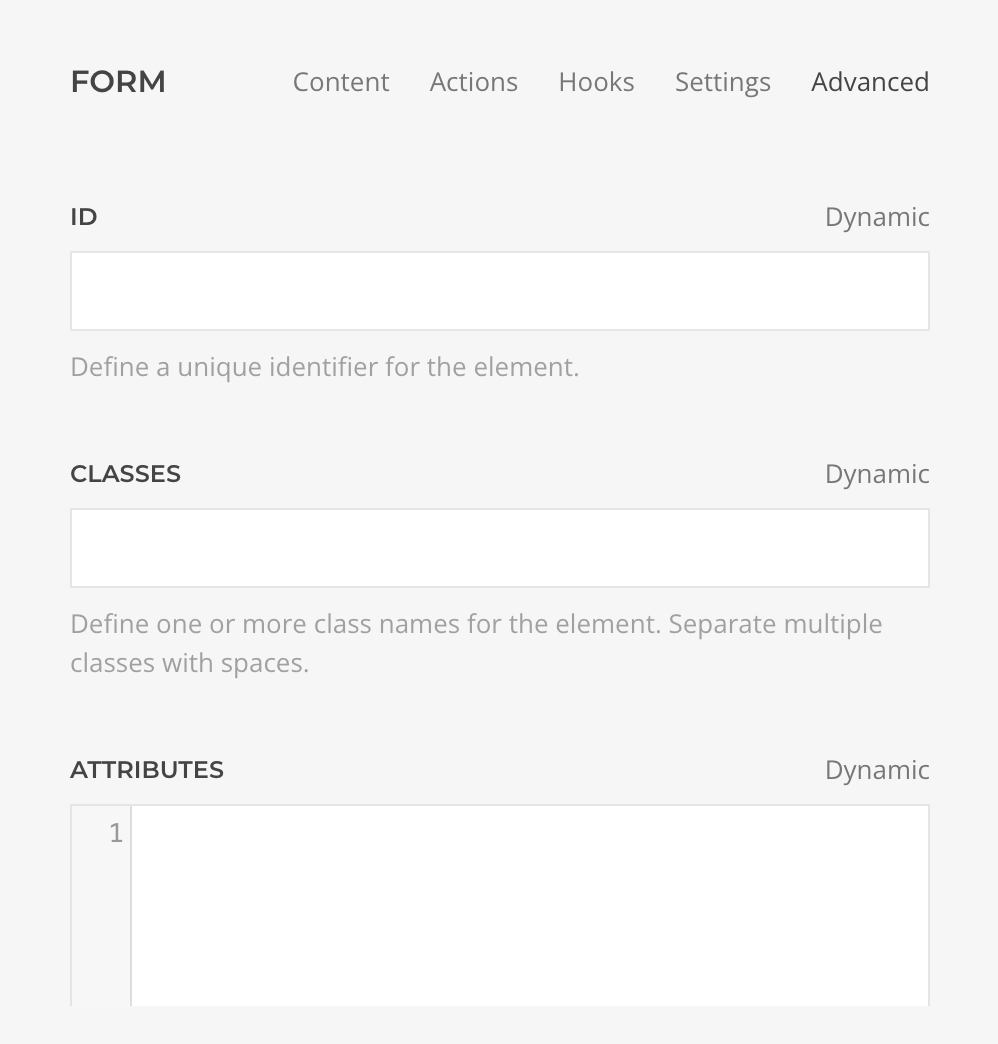 FORM Content Actions Hooks Settings Advanced
ID Dynamic
Define a unique identifier for the element.
CLASSES Dynamic
Define one or more class names for the element. Separate multiple
classes with spaces.
ATTRIBUTES Dynamic
1